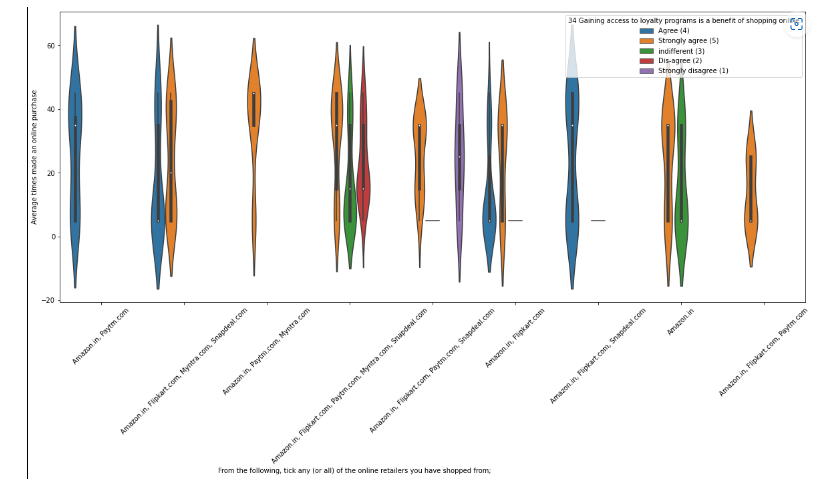 34 Gaining access to loyalty programs is a benefit of shopping
Agree (4)
Strongly agree (5)
indifferent (3)
Dis-agree (2)
Strongly disagree (1)
60
40
20
0
−20
Average times made an online purchase
Amazon.in, Paytm.com
Amazon.in, Flipkart.com, Myntra.com, Snapdeal.com
Amazon.in, Paytm.com, Myntra.com
Amazon.in, Flipkart.com, Paytm.com, Myntra.com, Snapdeal.com
Amazon.in, Flipkart.com, Paytm.com, Snapdeal.com
Amazon.in, Flipkart.com
Amazon.in, Flipkart.com, Snapdeal.com
Amazon.in
Amazon.in, Flipkart.com, Paytm.com
From the following, tick any (or all) of the online retailers you have shopped from;